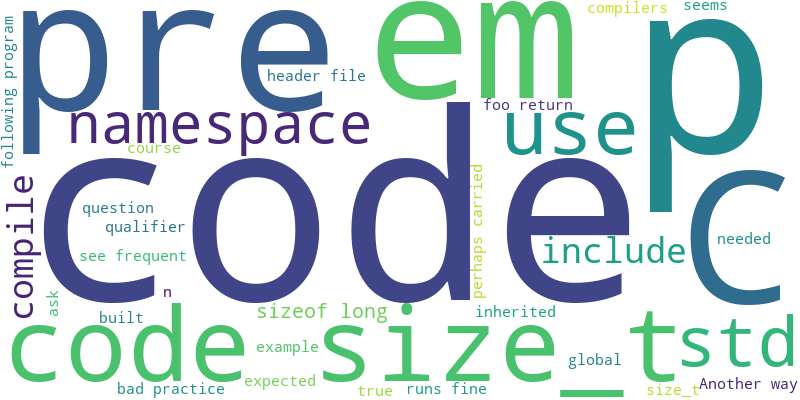 following program
pre
em
compilers
seems
p
header file
foo return
namespace
use
course
code
c
compile
question
qualifier
see frequent
perhaps carried
include
needed
n
ask
built
sizeof long
inherited
code size_t
std
example
global
bad practice
expected
true
runs fine
size_t
Another way